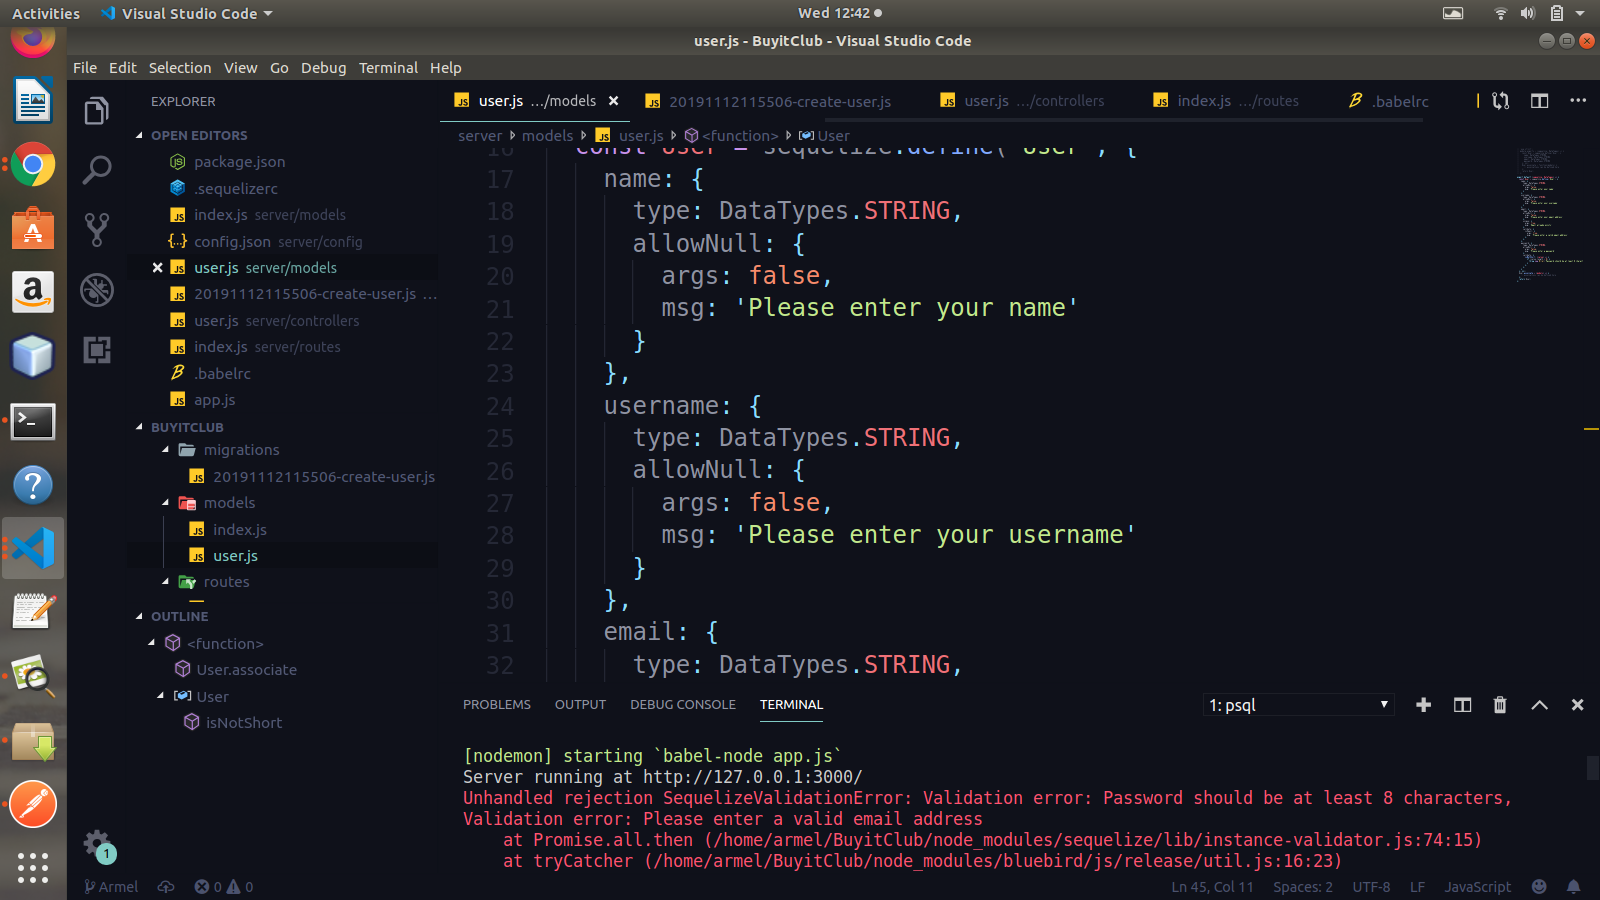 Activities
Visual Studio Code
Wed 12:42
user.js - BuyitClub - Visual Studio Code
File Edit Selection View Go Debug Terminal Help
EXPLORER
OPEN EDITORS
package.json
.sequelizerc
index.js server/models
config.json server/config
user.js server/models
20191112115506-create-user.js ...
user.js server/controllers
index.js server/routes
.babelrc
app.js
BUYITCLUB
migrations
20191112115506-create-user.js
models
index.js
user.js
routes
OUTLINE
<function>
User.associate
User
isNotShort
user.js .../models
20191112115506-create-user.js
user.js .../controllers
index.js .../routes
.babelrc
server models user.js <function> User
16 const User = sequelize.define('User', {
17 name: {
18 type: DataTypes.STRING,
19 allowNull: {
20 args: false,
21 msg: 'Please enter your name'
22 }
23 },
24 username: {
25 type: DataTypes.STRING,
26 allowNull: {
27 args: false,
28 msg: 'Please enter your username'
29 }
30 },
31 email: {
32 type: DataTypes.STRING,
PROBLEMS OUTPUT DEBUG CONSOLE TERMINAL
1: psql
[nodemon] starting `babel-node app.js`
Server running at http://127.0.0.1:3000/
Unhandled rejection SequelizeValidationError: Validation error: Password should be at least 8 characters,
Validation error: Please enter a valid email address
at Promise.all.then (/home/armel/BuyitClub/node_modules/sequelize/lib/instance-validator.js:74:15)
at tryCatcher (/home/armel/BuyitClub/node_modules/bluebird/js/release/util.js:16:23)
1
Armel
0 0
Ln 45, Col 11
Spaces: 2
UTF-8
LF
JavaScript